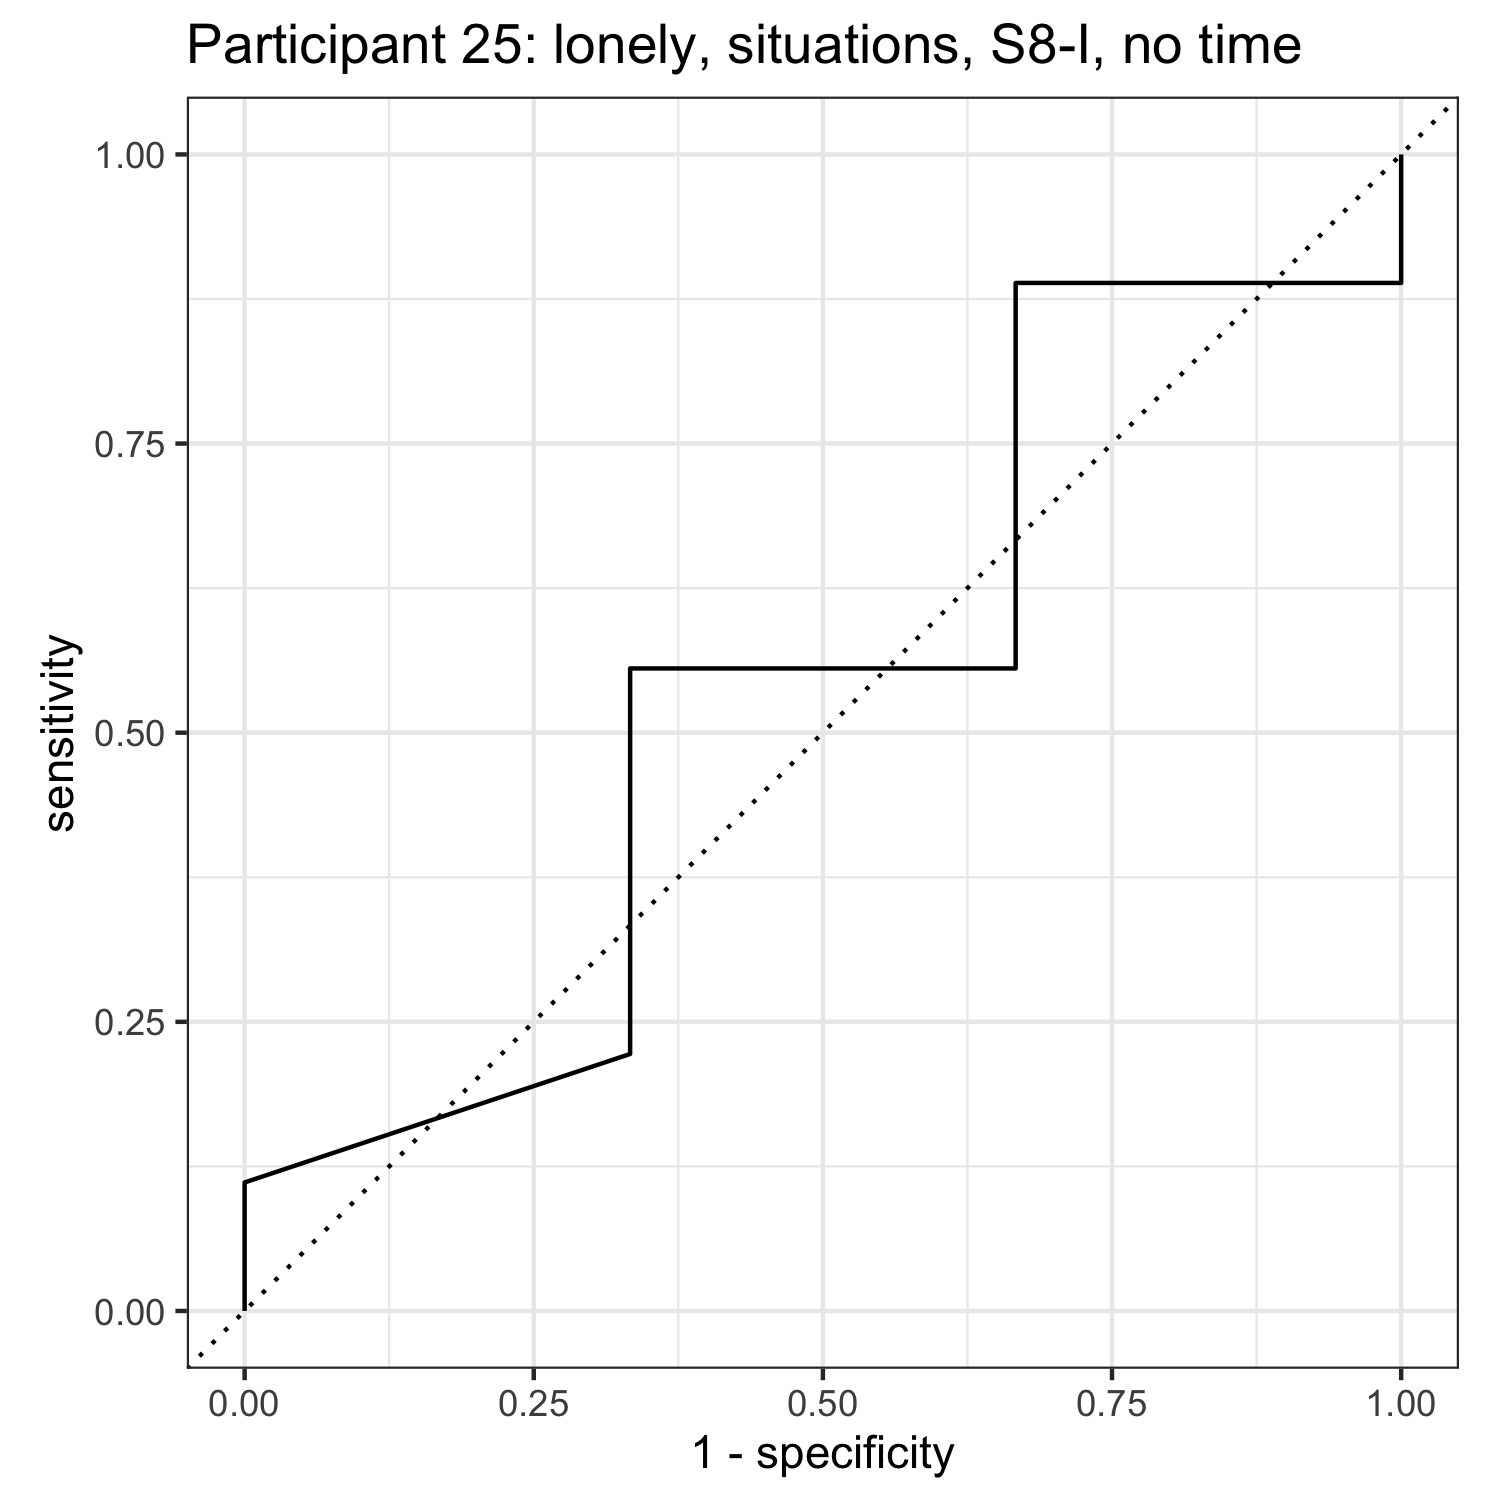 Participant 25: lonely, situations, S8-I, no time
sensitivity
1.00
0.75
0.50
0.25
0.00
0.00 0.25 0.50 0.75 1.00
1 - specificity